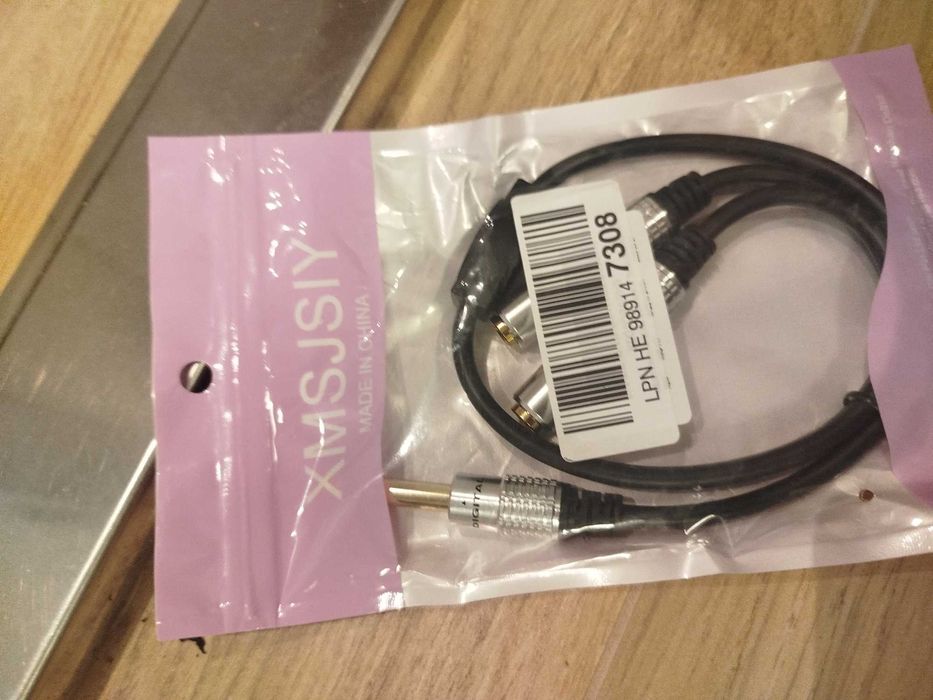 XMSJSIY
MADE IN CHINA
LPN HE 98914 7308
DIGITAL